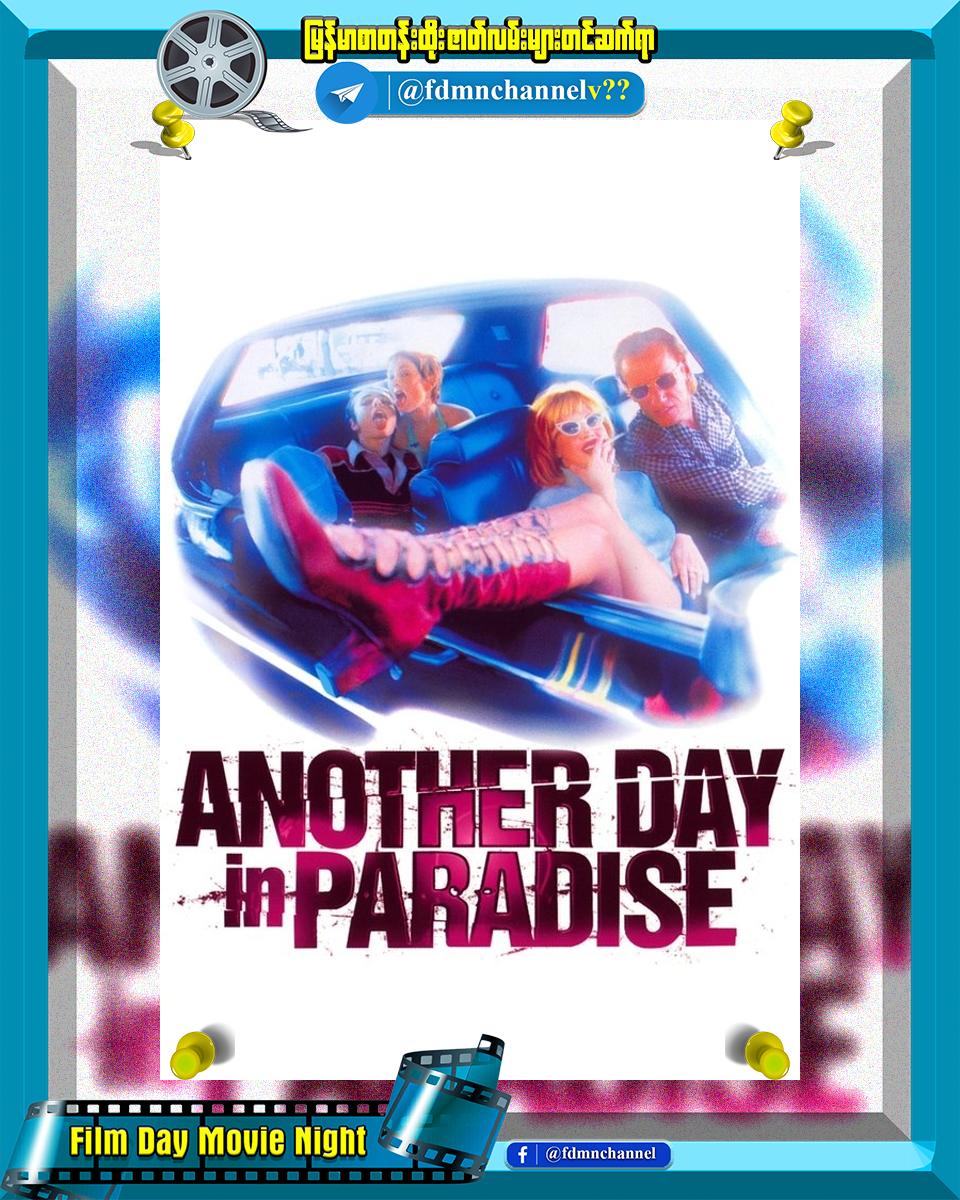 မြန်မာစာတန်းထိုးဇာတ်လမ်းများတင်ဆက်ရာ
@fdmnchannelv??
ANOTHER DAY
in PARADISE
Film Day Movie Night
@fdmnchannel